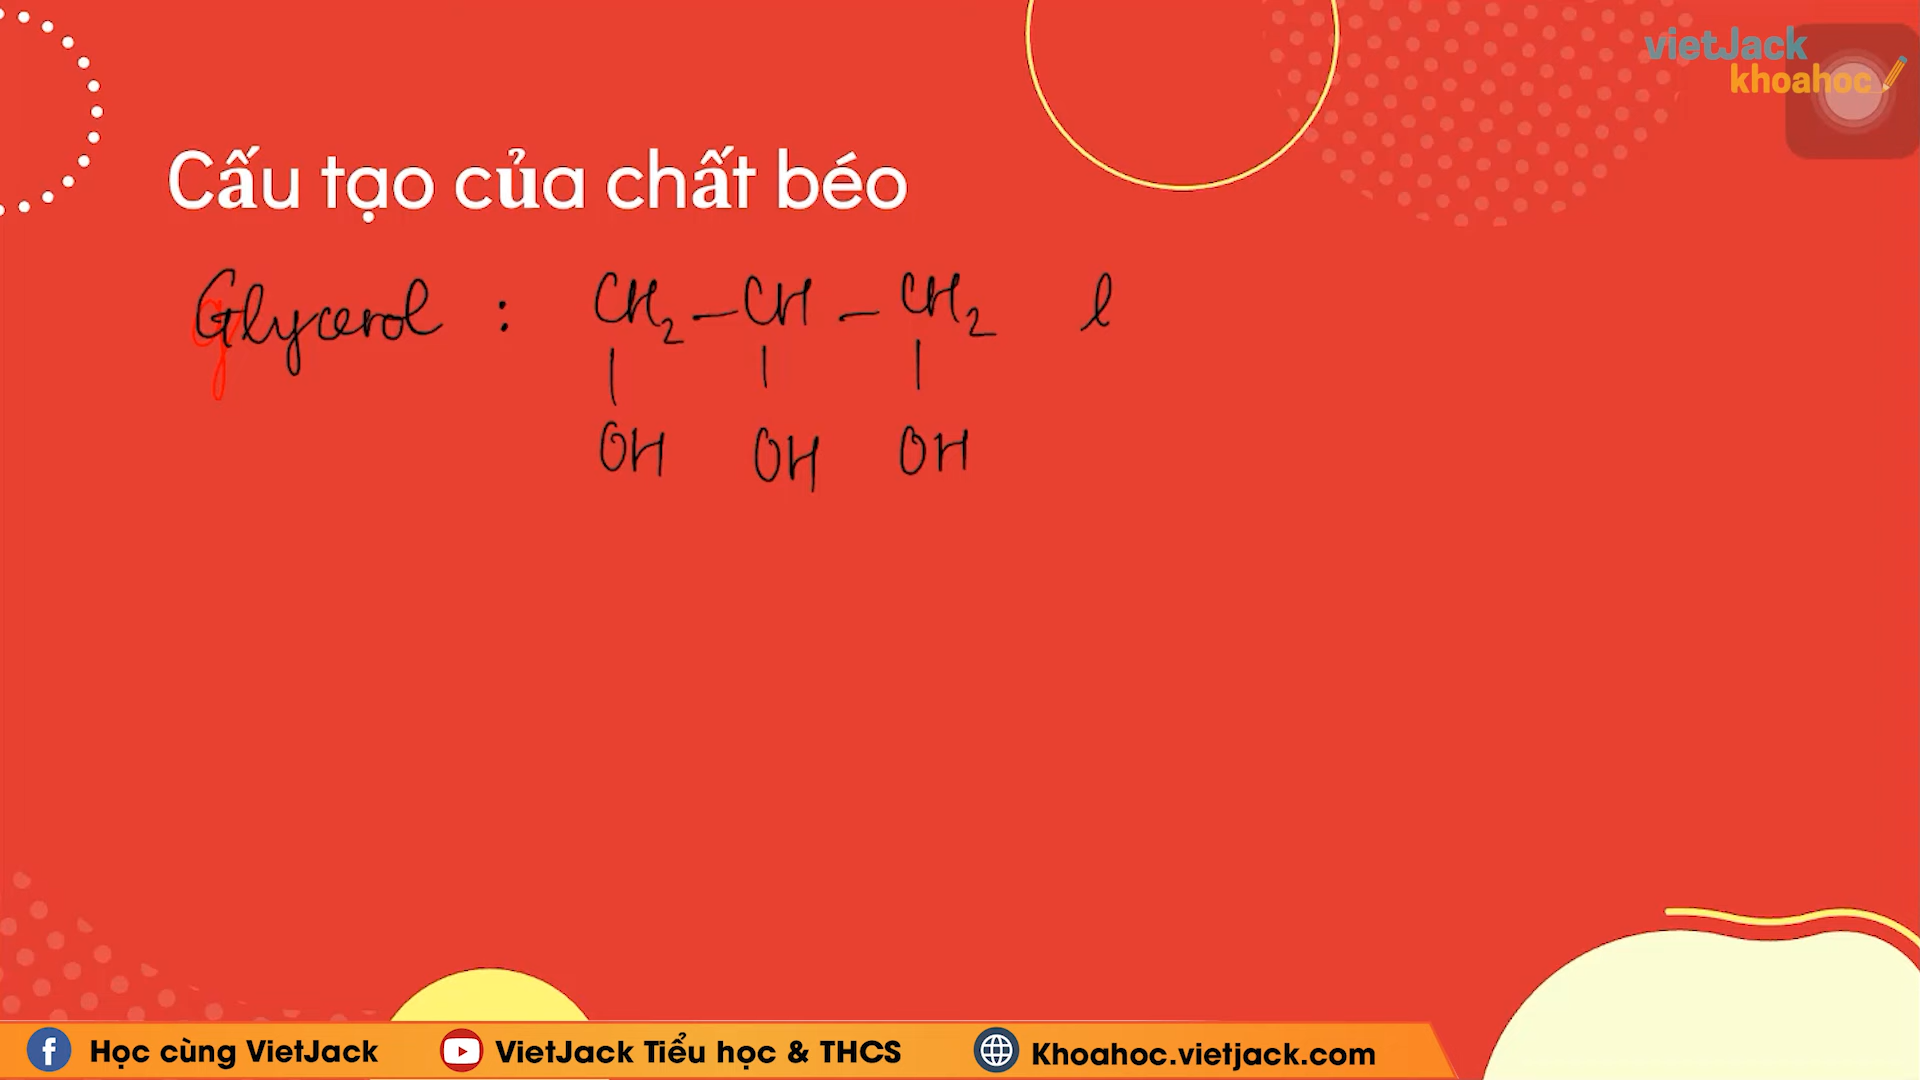 vietJack
khoahoc
Cấu tạo của chất béo
Glycerol : CH2 – CH – CH2 l
| | |
OH OH OH
Học cùng VietJack
VietJack Tiểu học & THCS
Khoahoc.vietjack.com